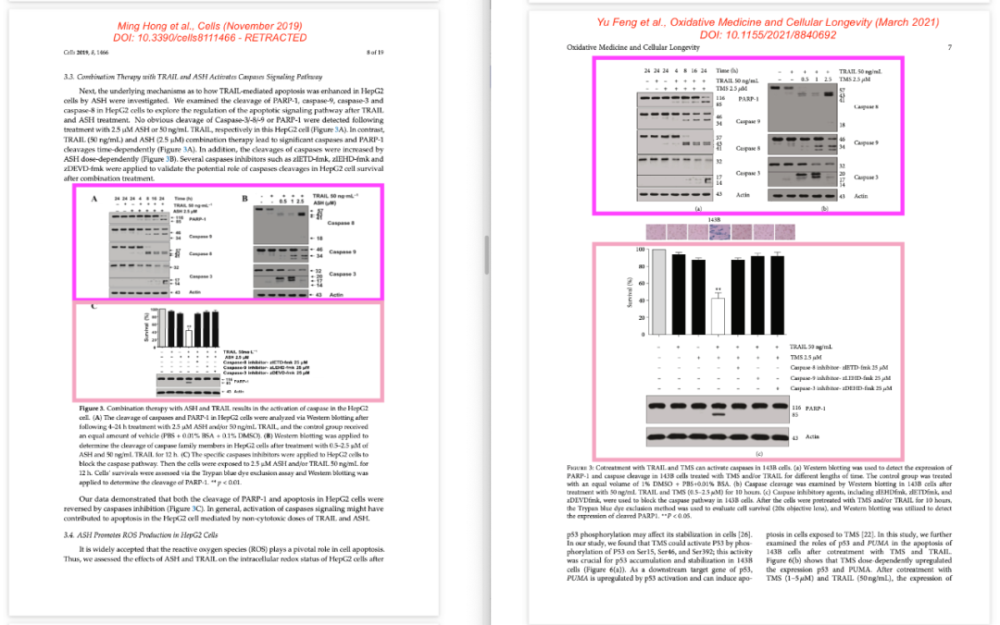 Ming Hong et al., Cells (November 2019)
DOI: 10.3390/cells8111466 - RETRACTED
Cells 2019, 8, 1466
8 of 19
3.3. Combination Therapy with TRAIL and ASH Activates Caspases Signaling Pathway
Next, the underlying mechanisms as to how TRAIL-mediated apoptosis was enhanced in HepG2
cells by ASH were investigated. We examined the cleavage of PARP-1, caspase-9, caspase-3 and
caspase-8 in HepG2 cells to explore the regulation of the apoptotic signaling pathway after TRAIL
and ASH treatment. No obvious cleavage of Caspase-3/-8/-9 or PARP-1 were detected following
treatment with 2.5 μM ASH or 50 ng/mL TRAIL, respectively in this HepG2 cell (Figure 3A). In contrast,
TRAIL (50 ng/mL) and ASH (2.5 μM) combination therapy lead to significant caspases and PARP-1
cleavages time-dependently (Figure 3A). In addition, the cleavages of caspases were increased by
ASH dose-dependently (Figure 3B). Several caspases inhibitors such as zIETD-fmk, zIEHD-fmk and
zDEVD-fmk were applied to validate the potential role of caspases cleavages in HepG2 cell survival
after combination treatment.
A
24 24 24 4 8 16 24 Time (h)
- + - + + + + TRAIL 50 ng·mL⁻¹
- - + + + + + ASH 2.5 μM
116
85
PARP-1
46
34
Caspase 9
Caspase 8
32
Caspase 3
17
14
43 Actin
B
- + + + + TRAIL 50 ng·mL⁻¹
- - 0.5 1 2.5 ASH (μM)
Caspase 8
18
46
34
Caspase 9
32
20
17
14
Caspase 3
43 Actin
C
Survival (%)
100
80
60
40
20
0
**
TRAIL 50ng·L⁻¹
ASH 2.5 μM
Caspase-8 inhibitor- zIETD-fmk 25 μM
Caspase-9 inhibitor- zLEHD-fmk 25 μM
Caspase-3 inhibitor- zDEVD-fmk 25 μM
116
85
PARP-1
43 Actin
Figure 3. Combination therapy with ASH and TRAIL results in the activation of caspase in the HepG2
cell. (A) The cleavage of caspases and PARP-1 in HepG2 cells were analyzed via Western blotting after
following 4–24 h treatment with 2.5 μM ASH and/or 50 ng/mL TRAIL, and the control group received
an equal amount of vehicle (PBS + 0.01% BSA + 0.1% DMSO). (B) Western blotting was applied to
determine the cleavage of caspase family members in HepG2 cells after treatment with 0.5–2.5 μM of
ASH and 50 ng/mL TRAIL for 12 h. (C) The specific caspases inhibitors were applied to HepG2 cells to
block the caspase pathway. Then the cells were exposed to 2.5 μM ASH and/or TRAIL 50 ng/mL for
12 h. Cells' survivals were assessed via the Trypan blue dye exclusion assay and Western blotting was
applied to determine the cleavage of PARP-1. ** p < 0.01.
Our data demonstrated that both the cleavage of PARP-1 and apoptosis in HepG2 cells were
reversed by caspases inhibition (Figure 3C). In general, activation of caspases signaling might have
contributed to apoptosis in the HepG2 cell mediated by non-cytotoxic doses of TRAIL and ASH.
3.4. ASH Promotes ROS Production in HepG2 Cells
It is widely accepted that the reactive oxygen species (ROS) plays a pivotal role in cell apoptosis.
Thus, we assessed the effects of ASH and TRAIL on the intracellular redox status of HepG2 cells after
Yu Feng et al., Oxidative Medicine and Cellular Longevity (March 2021)
DOI: 10.1155/2021/8840692
Oxidative Medicine and Cellular Longevity
7
24 24 24 4 8 16 24 Time (h)
- + - + + + + TRAIL 50 ng/mL
- - + + + + + TMS 2.5 μM
116 PARP-1
85
46
34
Caspase 9
57
43
41
Caspase 8
32
Caspase 3
17
14
43 Actin
(a)
- + + + + TRAIL 50 ng/mL
- - 0.5 1 2.5 TMS 2.5 μM
57
43
41
Caspase 8
18
46
34
Caspase 9
32
20
17
14
Caspase 3
43 Actin
(b)
143B
Survival (%)
100
80
60
40
20
0
**
- + - + + + + TRAIL 50 ng/mL
- - + + + + + TMS 2.5 μM
- - - - + - - Caspase-8 inhibitor- zIETD-fmk 25 μM
- - - - - + - Caspase-9 inhibitor- zLEHD-fmk 25 μM
- - - - - - + Caspase-3 inhibitor- zDEHD-fmk 25 μM
116 PARP-1
85
43 Actin
(c)
Figure 3: Cotreatment with TRAIL and TMS can activate caspases in 143B cells. (a) Western blotting was used to detect the expression of
PARP-1 and caspase cleavage in 143B cells treated with TMS and/or TRAIL for different lengths of time. The control group was treated
with an equal volume of 1% DMSO + PBS+0.01% BSA. (b) Caspase cleavage was examined by Western blotting in 143B cells after
treatment with 50 ng/mL TRAIL and TMS (0.5–2.5 μM) for 10 hours. (c) Caspase inhibitory agents, including zIEHDfmk, zIETDfmk, and
zDEVDfmk, were used to block the caspase pathway in 143B cells. After the cells were pretreated with TMS and/or TRAIL for 10 hours,
the Trypan blue dye exclusion method was used to evaluate cell survival (20x objective lens), and Western blotting was utilized to detect
the expression of cleaved PARP1. **P < 0.05.
p53 phosphorylation may affect its stabilization in cells [26].
In our study, we found that TMS could activate P53 by phos-
phorylation of P53 on Ser15, Ser46, and Ser392; this activity
was crucial for p53 accumulation and stabilization in 143B
cells (Figure 6(a)). As a downstream target gene of p53,
PUMA is upregulated by p53 activation and can induce apo-
ptosis in cells exposed to TMS [22]. In this study, we further
examined the roles of p53 and PUMA in the apoptosis of
143B cells after cotreatment with TMS and TRAIL.
Figure 6(b) shows that TMS dose-dependently upregulated
the expression p53 and PUMA. After cotreatment with
TMS (1–5 μM) and TRAIL (50 ng/mL), the expression of